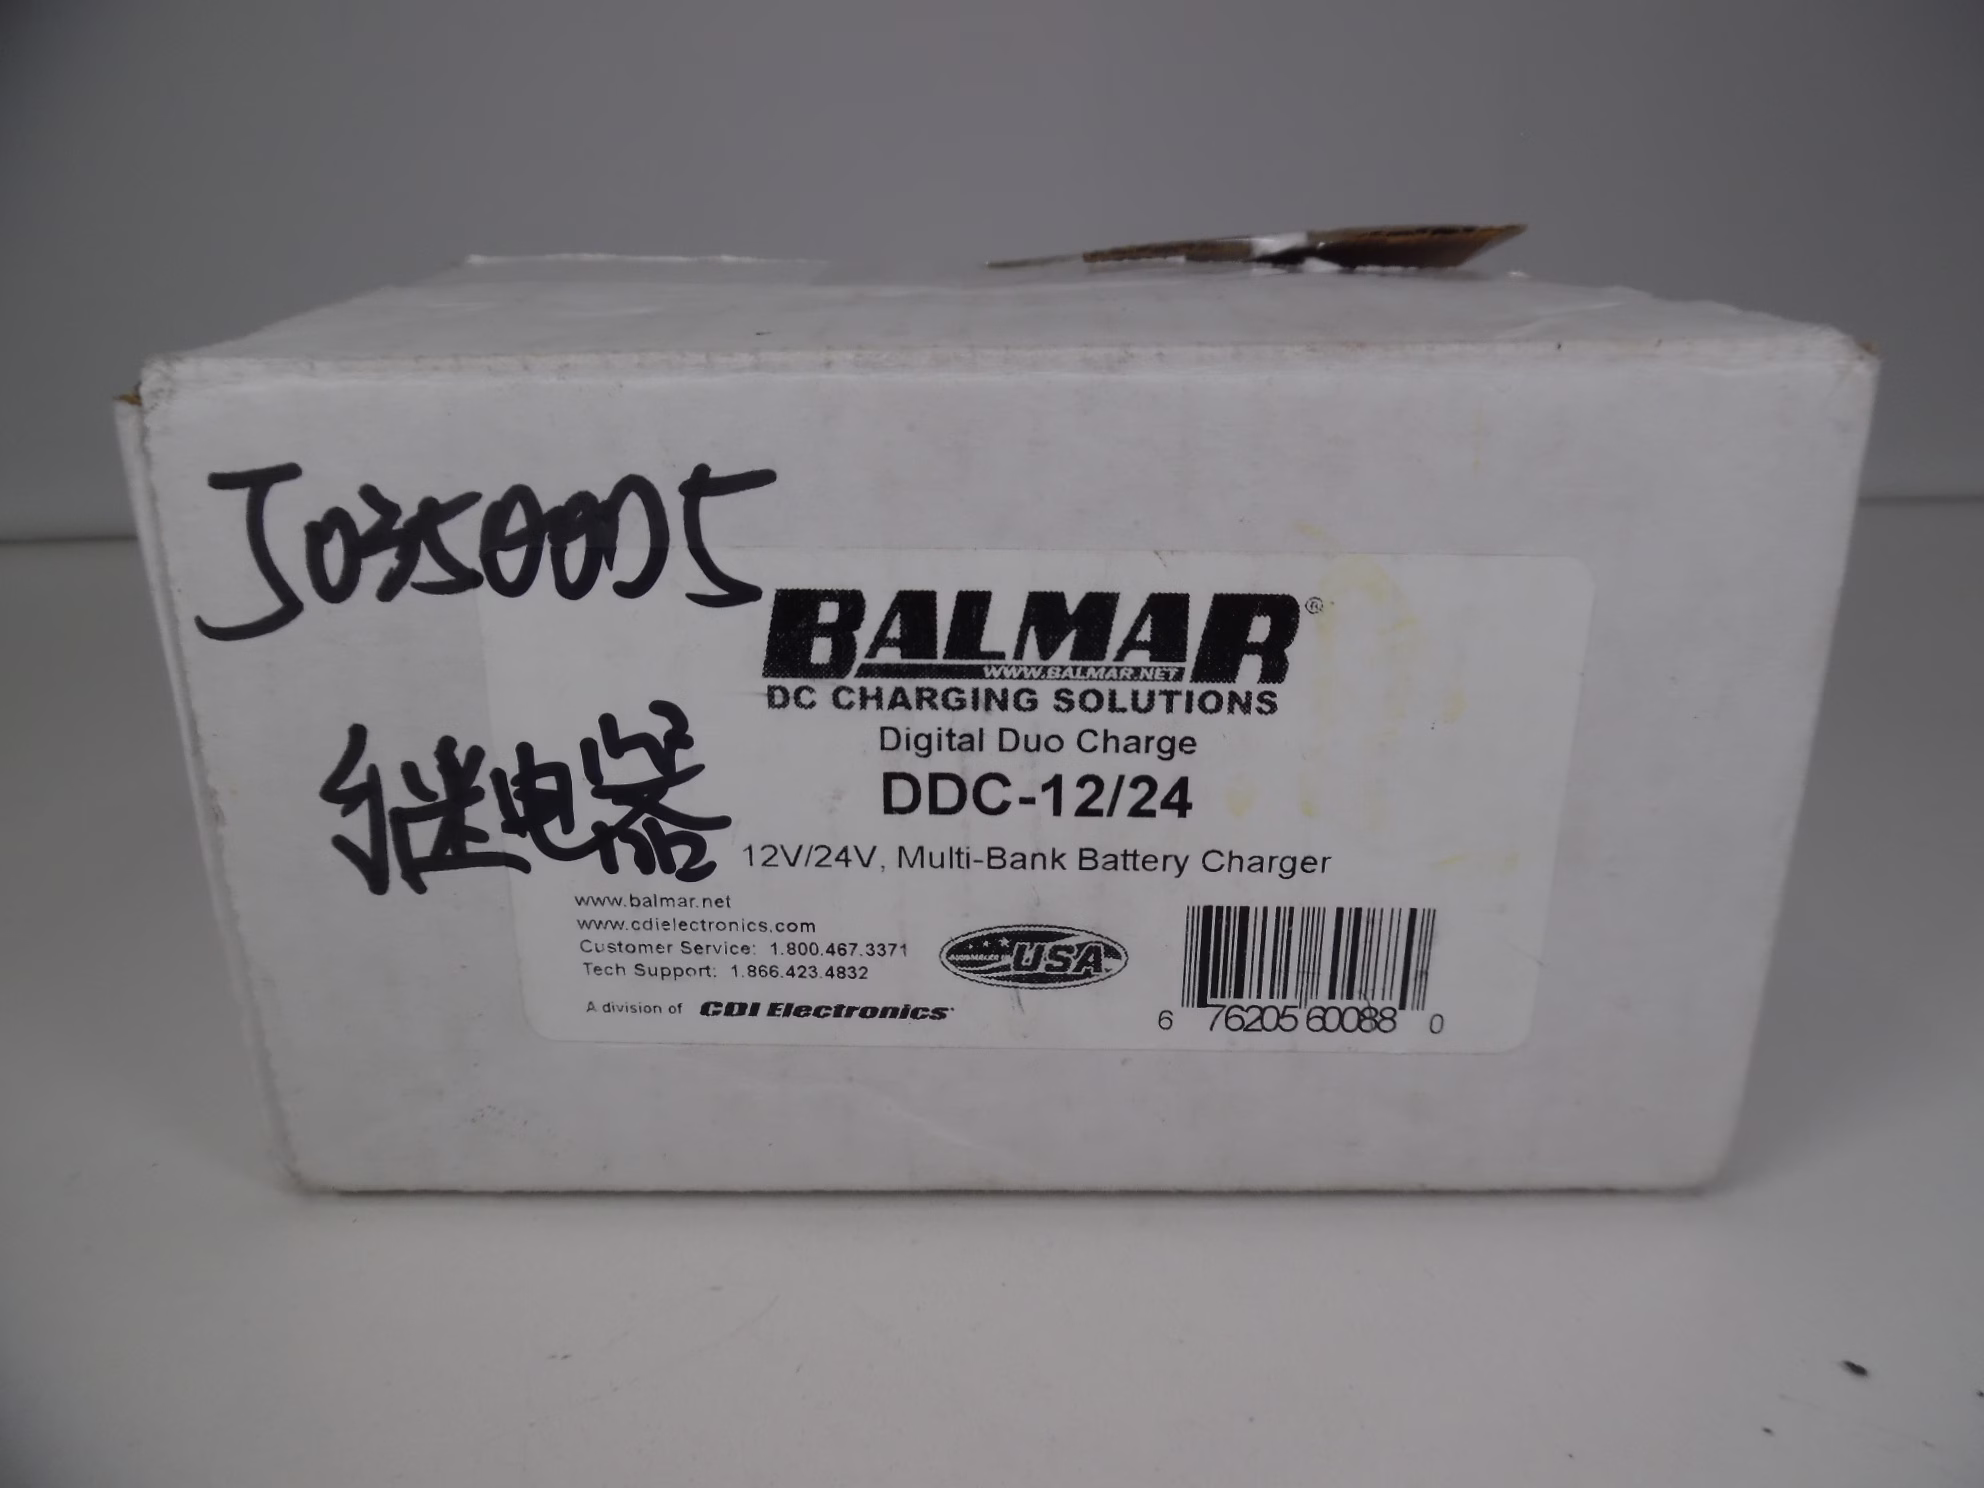 J0350005
继电器
BALMAR®
WWW.BALMAR.NET
DC CHARGING SOLUTIONS
Digital Duo Charge
DDC-12/24
12V/24V, Multi-Bank Battery Charger
www.balmar.net
www.cdielectronics.com
Customer Service: 1.800.467.3371
Tech Support: 1.866.423.4832
A division of CDI Electronics
USA
6 76205 60088 0